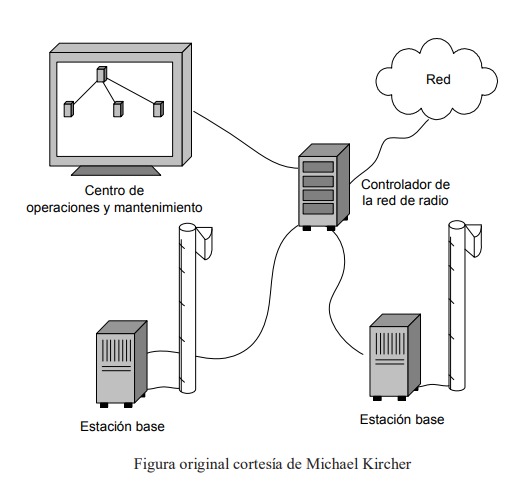 Red
Centro de
operaciones y mantenimiento
Controlador de
la red de radio
Estación base
Estación base
Figura original cortesía de Michael Kircher